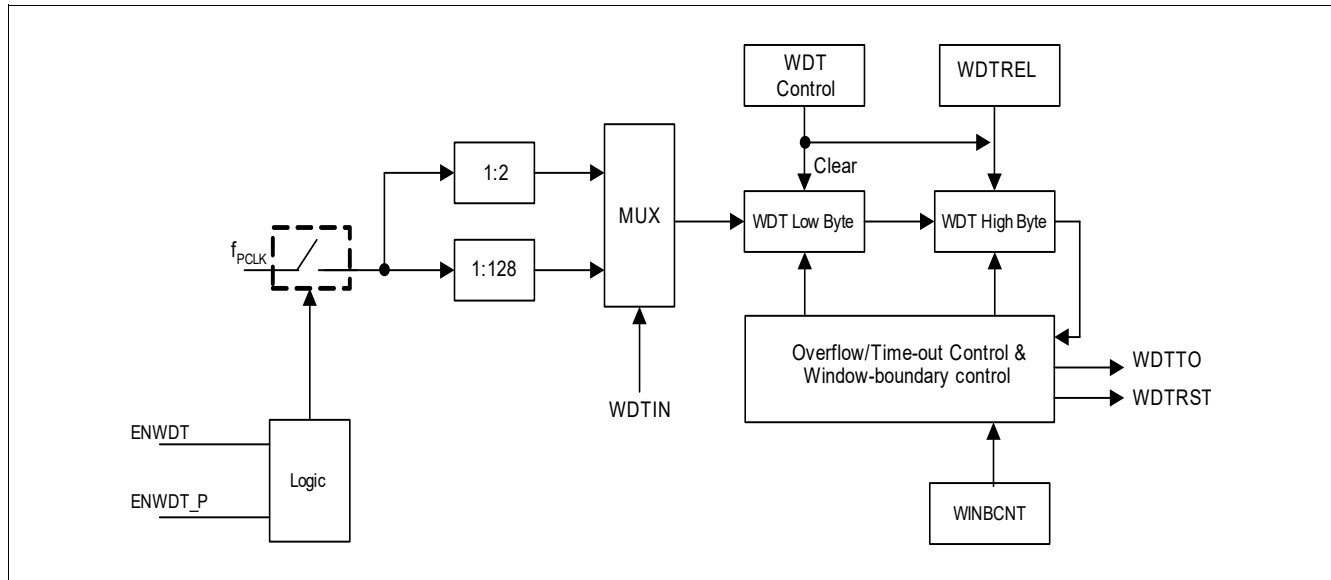 WDT
Control
WDTREL
Clear
1:2
MUX
WDT Low Byte
WDT High Byte
fPCLK
1:128
Overflow/Time-out Control &
Window-boundary control
WDTTO
WDTRST
WDTIN
ENWDT
Logic
ENWDT_P
WINBCNT